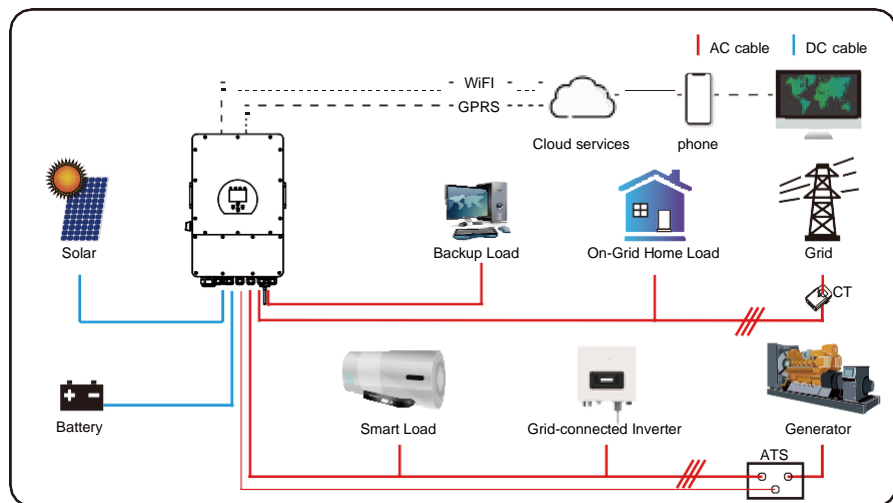 AC cable
DC cable
WiFI
GPRS
Cloud services
phone
Solar
Backup Load
On-Grid Home Load
Grid
CT
Battery
Smart Load
Grid-connected Inverter
Generator
ATS